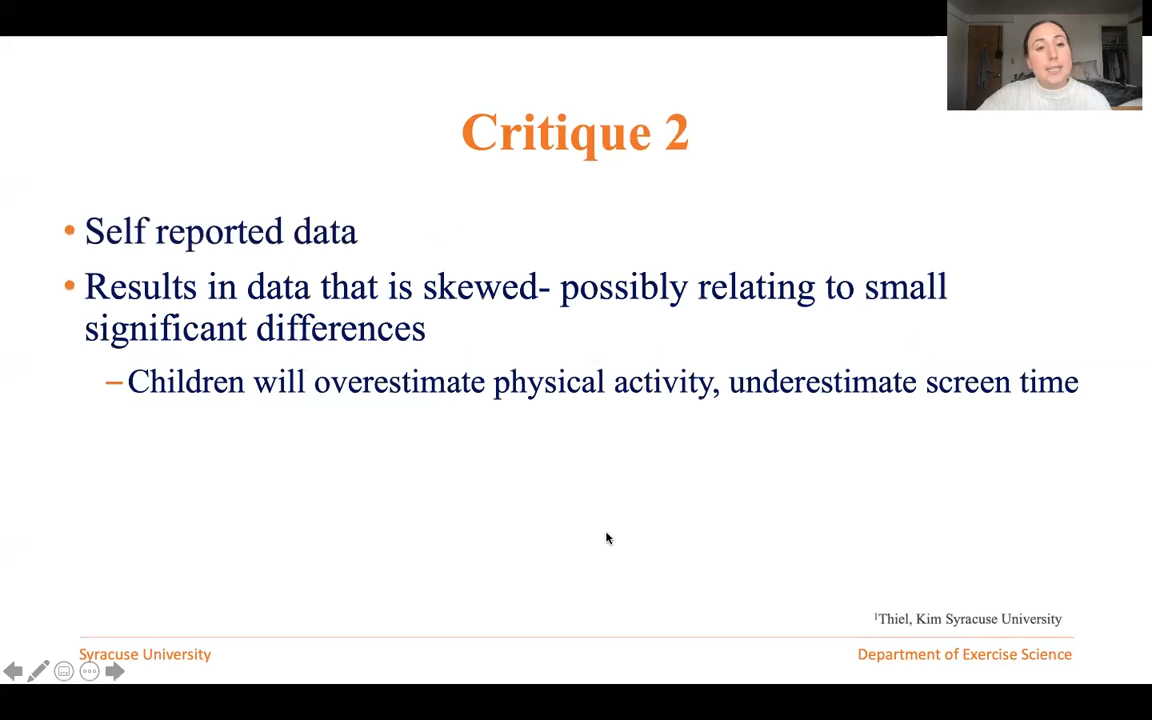 Critique 2
• Self reported data
• Results in data that is skewed- possibly relating to small
significant differences
–Children will overestimate physical activity, underestimate screen time
¹Thiel, Kim Syracuse University
Syracuse University
Department of Exercise Science